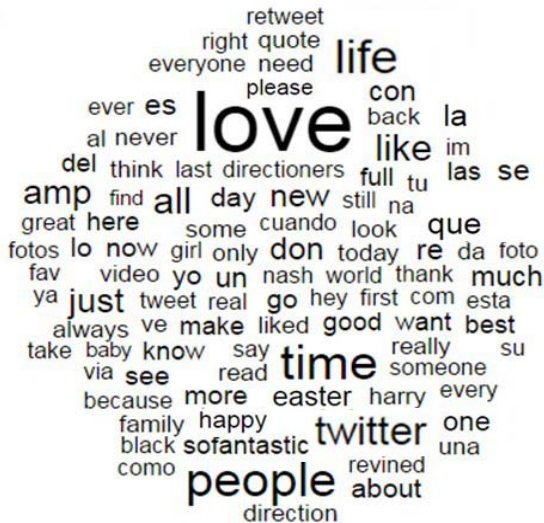 retweet
right quote life
everyone need
please con
ever es love back la
al never like im
del think last directioners full tu las se
amp find all day new still na
great here some cuando look que
fotos lo now girl only don today re da foto
fav video yo un nash world thank much
ya just tweet real go hey first com esta
always ve make liked good want best
take baby know say time really su
via see read someone
because more easter harry every
family happy twitter one
black sofantastic una
como people revined
about
direction